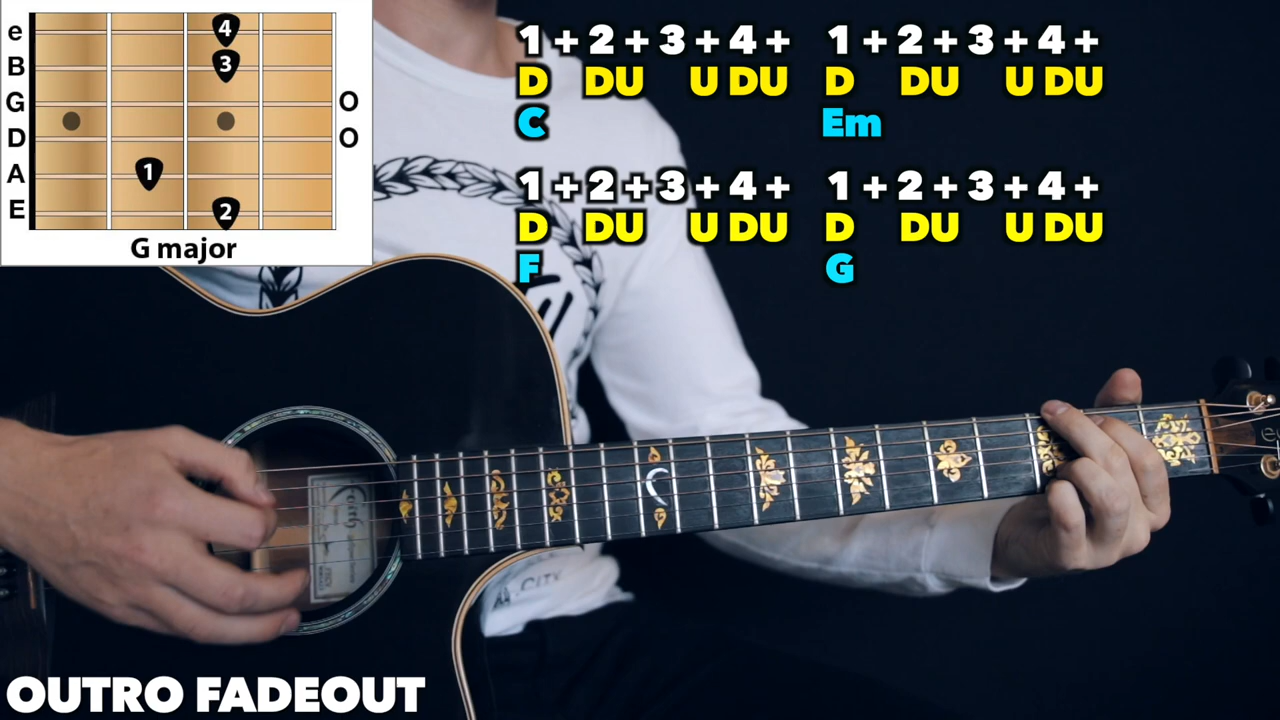 e
B
G
D
A
E
4
3
1
2
O
O
G major
1 + 2 + 3 + 4 + 1 + 2 + 3 + 4 +
D DU U DU D DU U DU
C Em
1 + 2 + 3 + 4 + 1 + 2 + 3 + 4 +
D DU U DU D DU U DU
F G
CITY
OUTRO FADEOUT